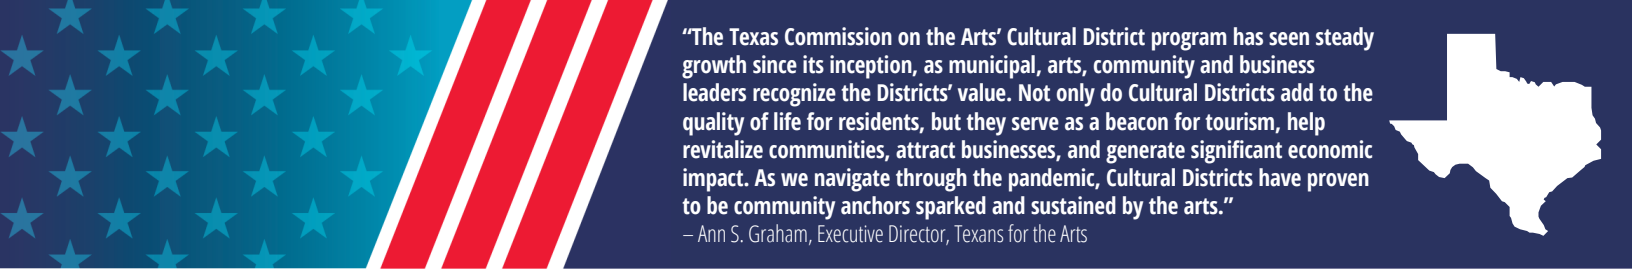 “The Texas Commission on the Arts’ Cultural District program has seen steady
growth since its inception, as municipal, arts, community and business
leaders recognize the Districts’ value. Not only do Cultural Districts add to the
quality of life for residents, but they serve as a beacon for tourism, help
revitalize communities, attract businesses, and generate significant economic
impact. As we navigate through the pandemic, Cultural Districts have proven
to be community anchors sparked and sustained by the arts.”
– Ann S. Graham, Executive Director, Texans for the Arts